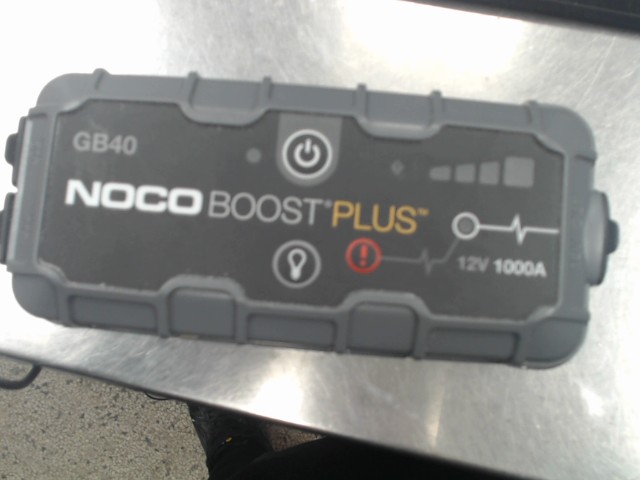 GB40
NOCO BOOST® PLUS™
12V 1000A